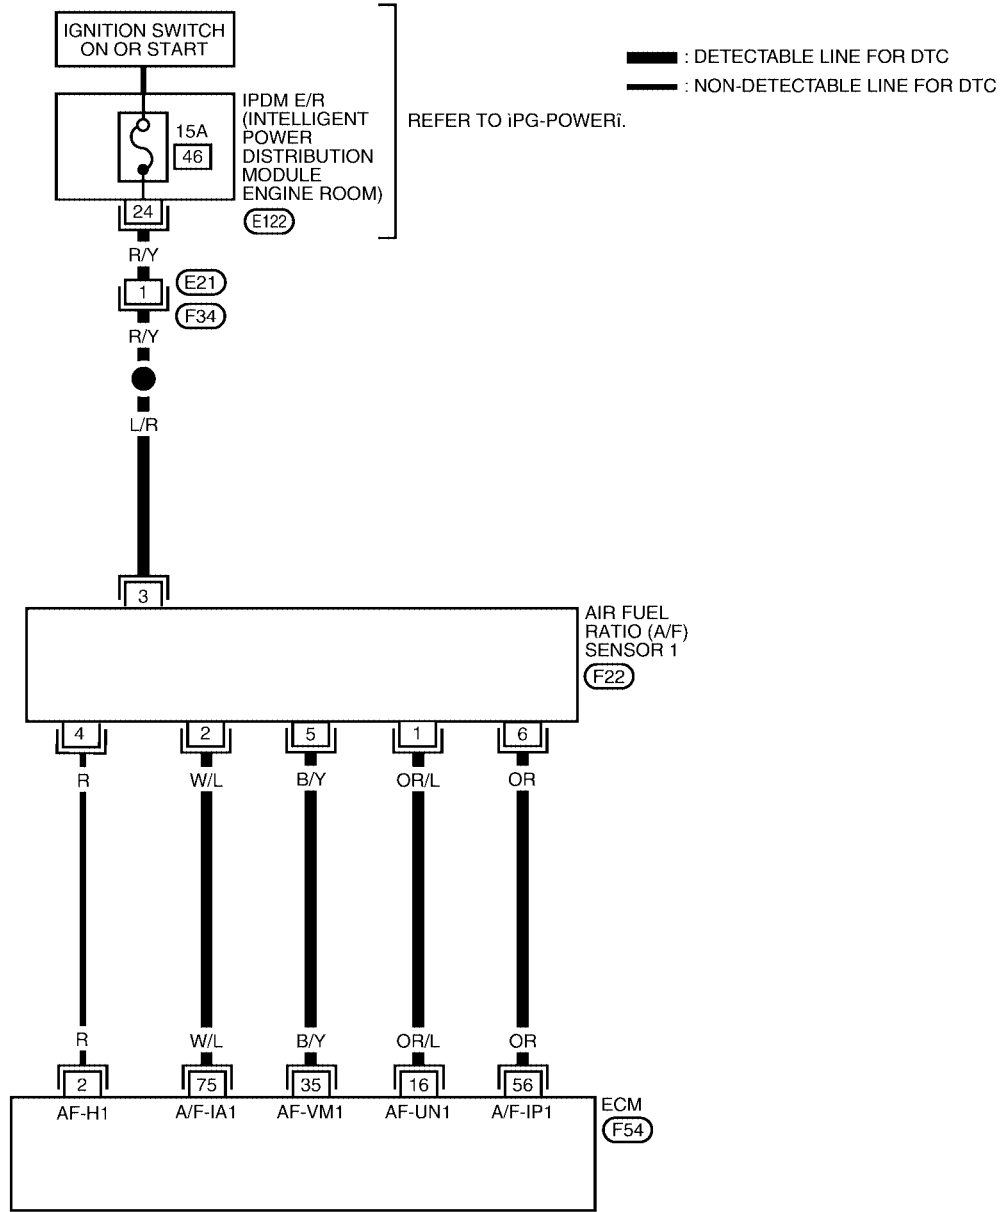 IGNITION SWITCH
ON OR START
: DETECTABLE LINE FOR DTC
: NON-DETECTABLE LINE FOR DTC
IPDM E/R
(INTELLIGENT
POWER
DISTRIBUTION
MODULE
ENGINE ROOM)
E122
15A
46
REFER TO ìPG-POWERî.
24
R/Y
1
E21
F34
R/Y
L/R
3
AIR FUEL
RATIO (A/F)
SENSOR 1
F22
4 2 5 1 6
R W/L B/Y OR/L OR
R W/L B/Y OR/L OR
2 75 35 16 56
AF-H1 A/F-IA1 AF-VM1 AF-UN1 A/F-IP1
ECM
F54